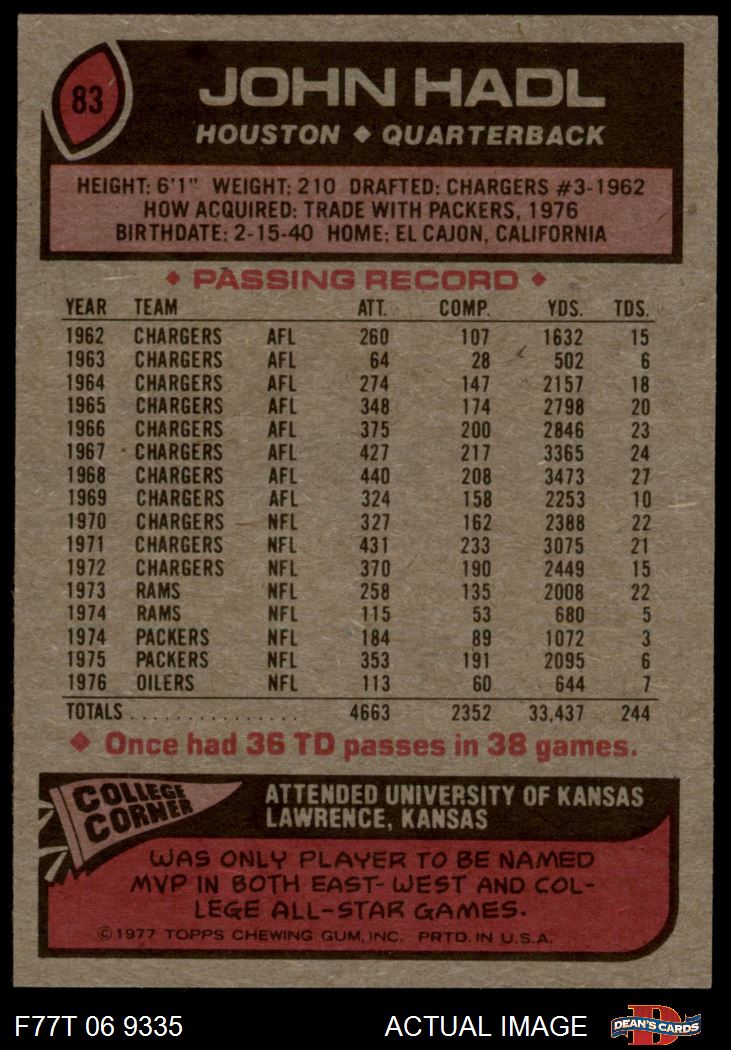 83
JOHN HADL
HOUSTON ◆ QUARTERBACK
HEIGHT: 6'1" WEIGHT: 210 DRAFTED: CHARGERS #3-1962
HOW ACQUIRED: TRADE WITH PACKERS, 1976
BIRTHDATE: 2-15-40 HOME: EL CAJON, CALIFORNIA
◆ PASSING RECORD ◆
YEAR TEAM ATT. COMP. YDS. TDS.
1962 CHARGERS AFL 260 107 1632 15
1963 CHARGERS AFL 64 28 502 6
1964 CHARGERS AFL 274 147 2157 18
1965 CHARGERS AFL 348 174 2798 20
1966 CHARGERS AFL 375 200 2846 23
1967 CHARGERS AFL 427 217 3365 24
1968 CHARGERS AFL 440 208 3473 27
1969 CHARGERS AFL 324 158 2253 10
1970 CHARGERS NFL 327 162 2388 22
1971 CHARGERS NFL 431 233 3075 21
1972 CHARGERS NFL 370 190 2449 15
1973 RAMS NFL 258 135 2008 22
1974 RAMS NFL 115 53 680 5
1974 PACKERS NFL 184 89 1072 3
1975 PACKERS NFL 353 191 2095 6
1976 OILERS NFL 113 60 644 7
TOTALS................ 4663 2352 33,437 244
◆ Once had 36 TD passes in 38 games.
COLLEGE
CORNER
ATTENDED UNIVERSITY OF KANSAS
LAWRENCE, KANSAS
WAS ONLY PLAYER TO BE NAMED
MVP IN BOTH EAST-WEST AND COL-
LEGE ALL-STAR GAMES.
©1977 TOPPS CHEWING GUM, INC. PRTD. IN U.S.A.
F77T 06 9335 ACTUAL IMAGE
D
DEAN'S CARDS